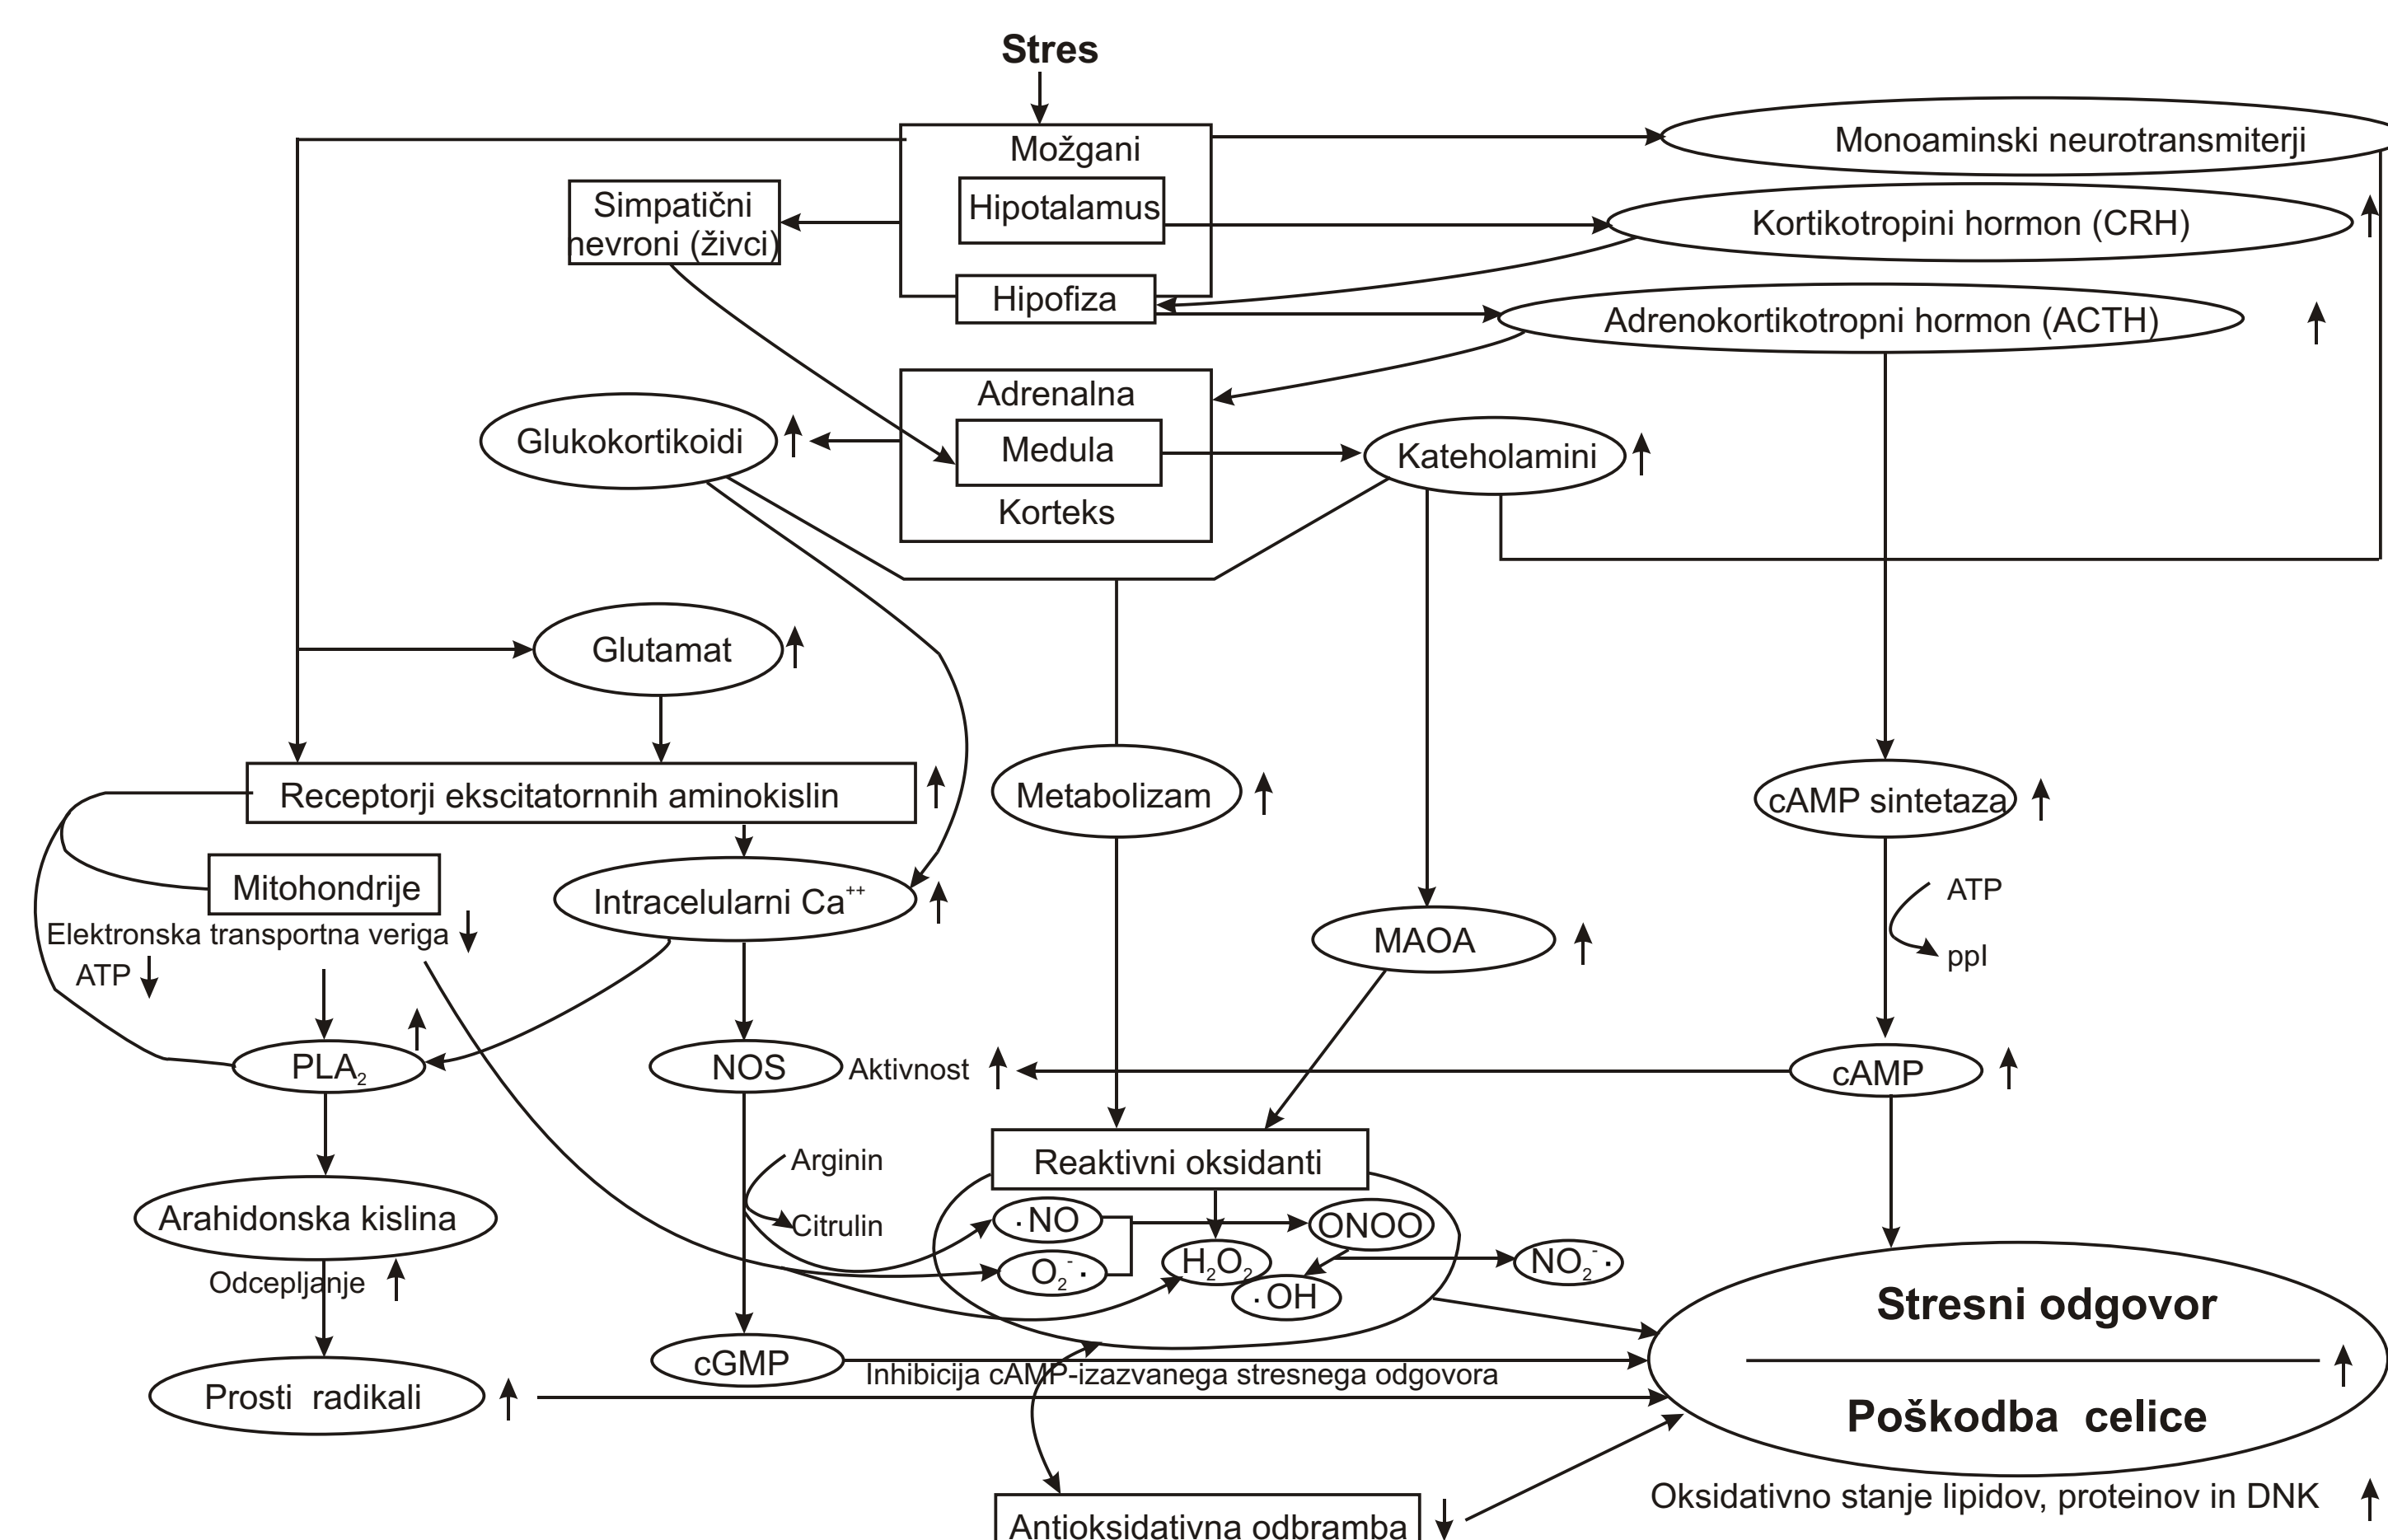 Stres
Možgani
Monoaminski neurotransmiterji
Simpatični
nevroni (živci)
Hipotalamus
Kortikotropini hormon (CRH)
Hipofiza
Adrenokortikotropni hormon (ACTH)
Adrenalna
Glukokortikoidi
Medula
Kateholamini
Korteks
Glutamat
Receptorji ekscitatornnih aminokislin
Metabolizam
cAMP sintetaza
Mitohondrije
Intracelularni Ca++
ATP
Elektronska transportna veriga
MAOA
ppI
ATP
PLA2
NOS
Aktivnost
cAMP
Arginin
Reaktivni oksidanti
Arahidonska kislina
Citrulin
·NO
ONOO
O2-·
H2O2
NO2-·
·OH
Odcepljanje
Stresni odgovor
cGMP
Inhibicija cAMP-izazvanega stresnega odgovora
Prosti radikali
Poškodba celice
Oksidativno stanje lipidov, proteinov in DNK
Antioksidativna odbramba